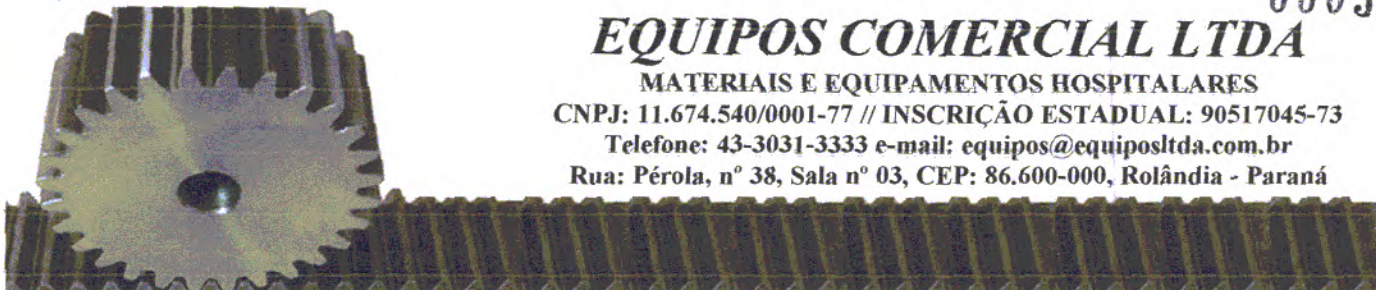 EQUIPOS COMERCIAL LTDA
MATERIAIS E EQUIPAMENTOS HOSPITALARES
CNPJ: 11.674.540/0001-77 // INSCRIÇÃO ESTADUAL: 90517045-73
Telefone: 43-3031-3333 e-mail: equipos@equiposltda.com.br
Rua: Pérola, nº 38, Sala nº 03, CEP: 86.600-000, Rolândia - Paraná